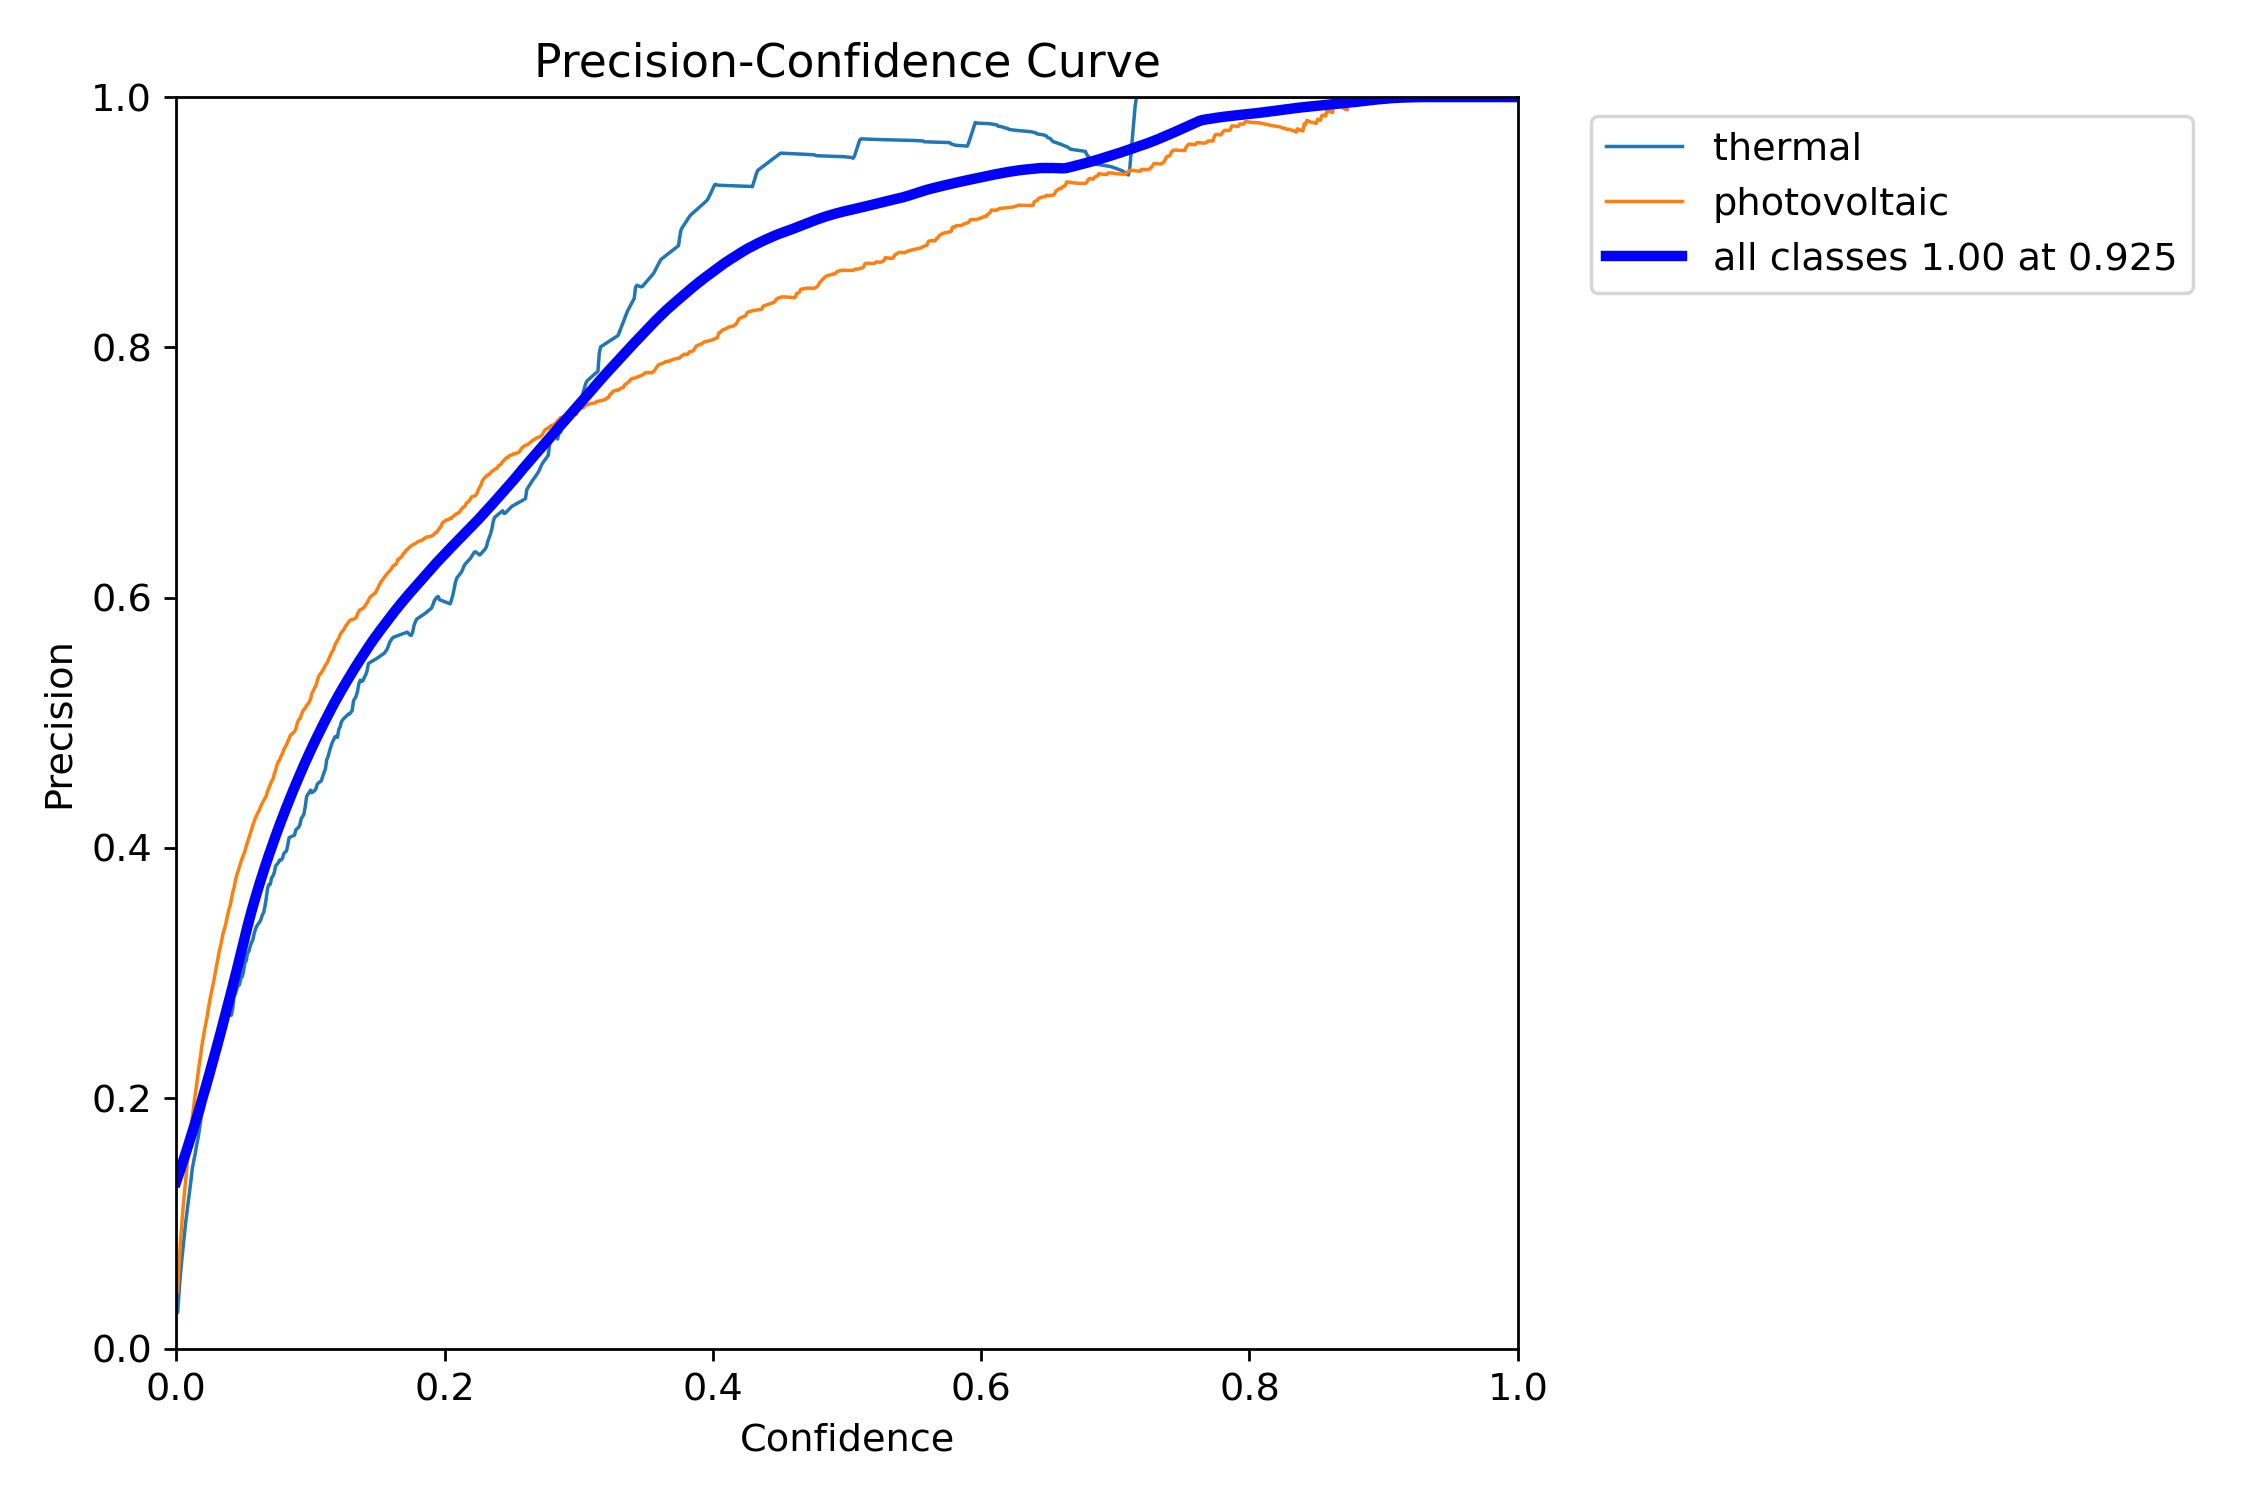 Precision-Confidence Curve
1.0
0.8
0.6
0.4
0.2
0.0
Precision
0.0 0.2 0.4 0.6 0.8 1.0
Confidence
thermal
photovoltaic
all classes 1.00 at 0.925